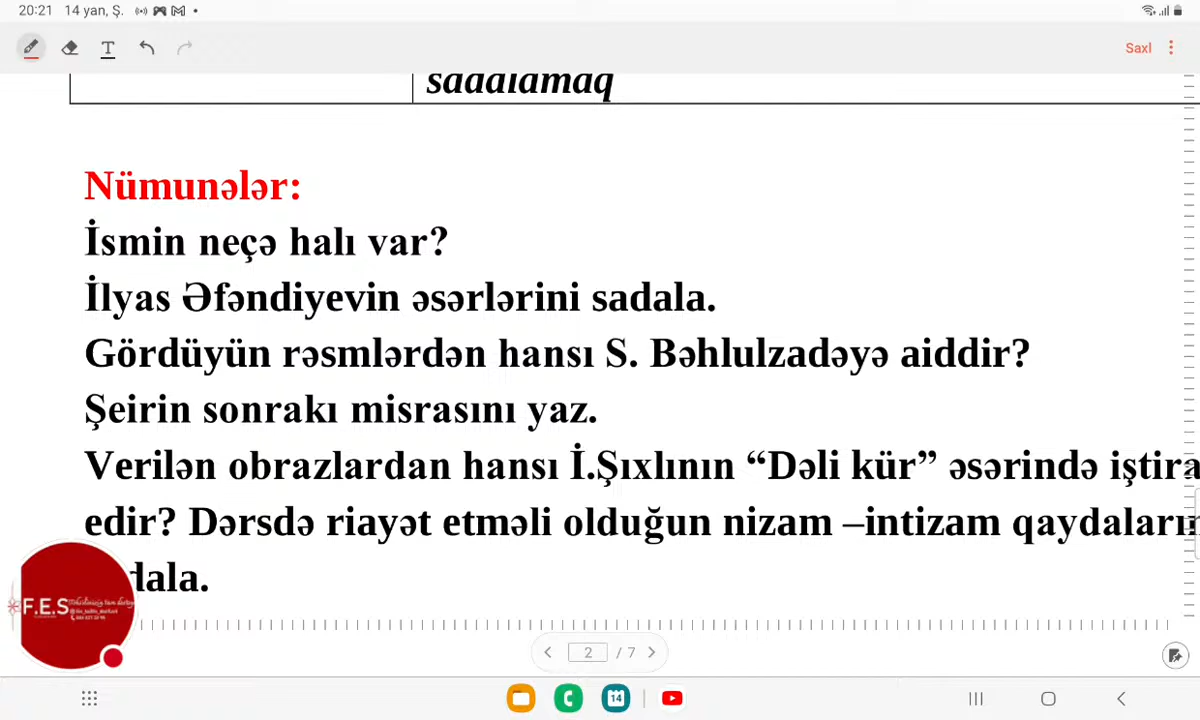 20:21 14 yan, Ş.
Saxl
sadalamaq
Nümunələr:
İsmin neçə halı var?
İlyas Əfəndiyevin əsərlərini sadala.
Gördüyün rəsmlərdən hansı S. Bəhlulzadəyə aiddir?
Şeirin sonrakı misrasını yaz.
Verilən obrazlardan hansı İ.Şıxlının “Dəli kür” əsərində iştira
edir? Dərsdə riayət etməli olduğun nizam –intizam qaydaların
dala.
F.E.S
2 / 7
14